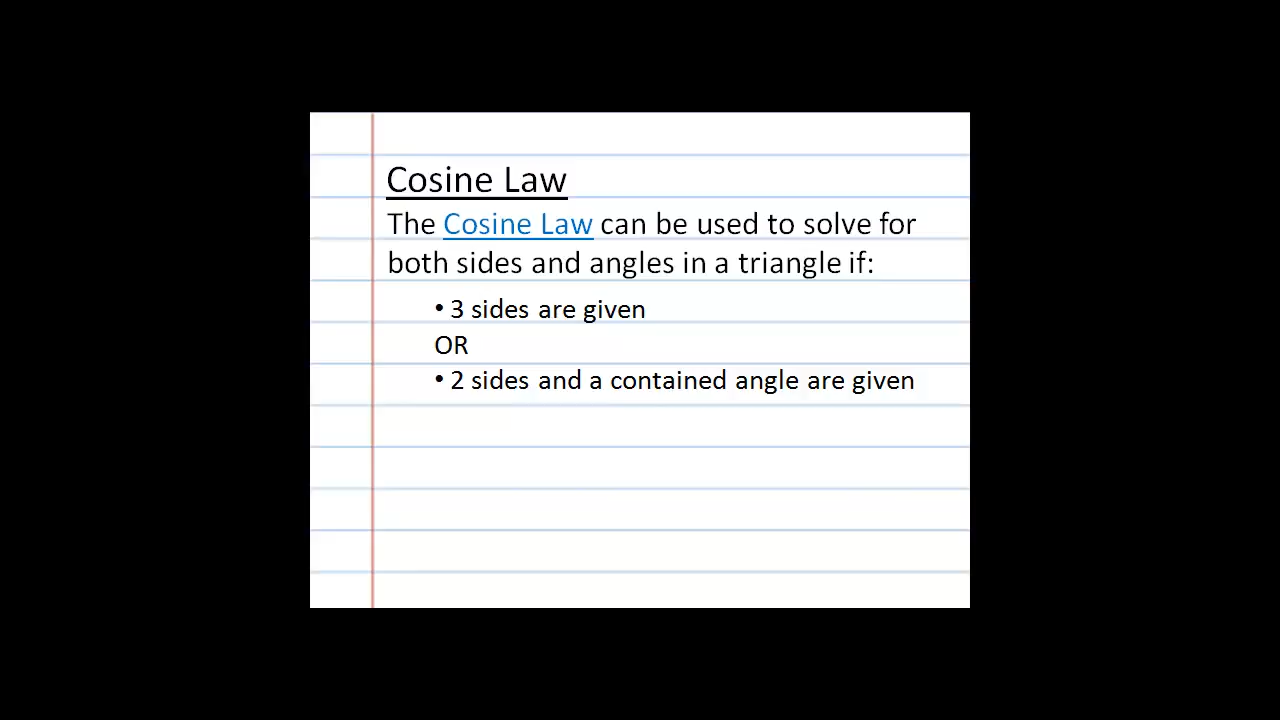 Cosine Law
The Cosine Law can be used to solve for
both sides and angles in a triangle if:
• 3 sides are given
OR
• 2 sides and a contained angle are given